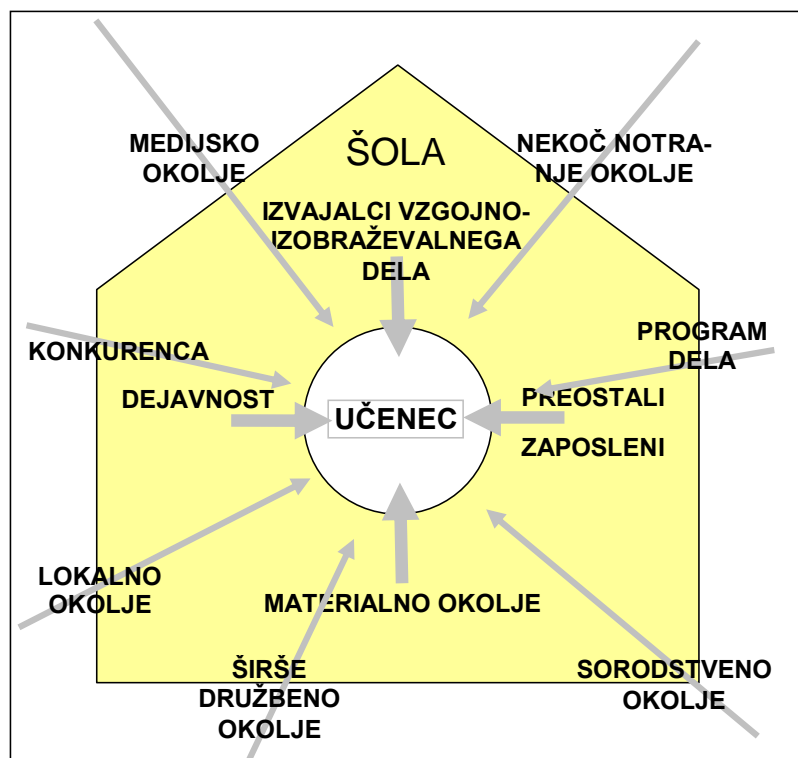 MEDIJSKO
OKOLJE
ŠOLA
NEKOČ NOTRA-
NJE OKOLJE
IZVAJALCI VZGOJNO-
IZOBRAŽEVALNEGA
DELA
KONKURENCA
PROGRAM
DELA
DEJAVNOST
UČENEC
PREOSTALI
ZAPOSLENI
LOKALNO
OKOLJE
MATERIALNO OKOLJE
ŠIRŠE
DRUŽBENO
OKOLJE
SORODSTVENO
OKOLJE